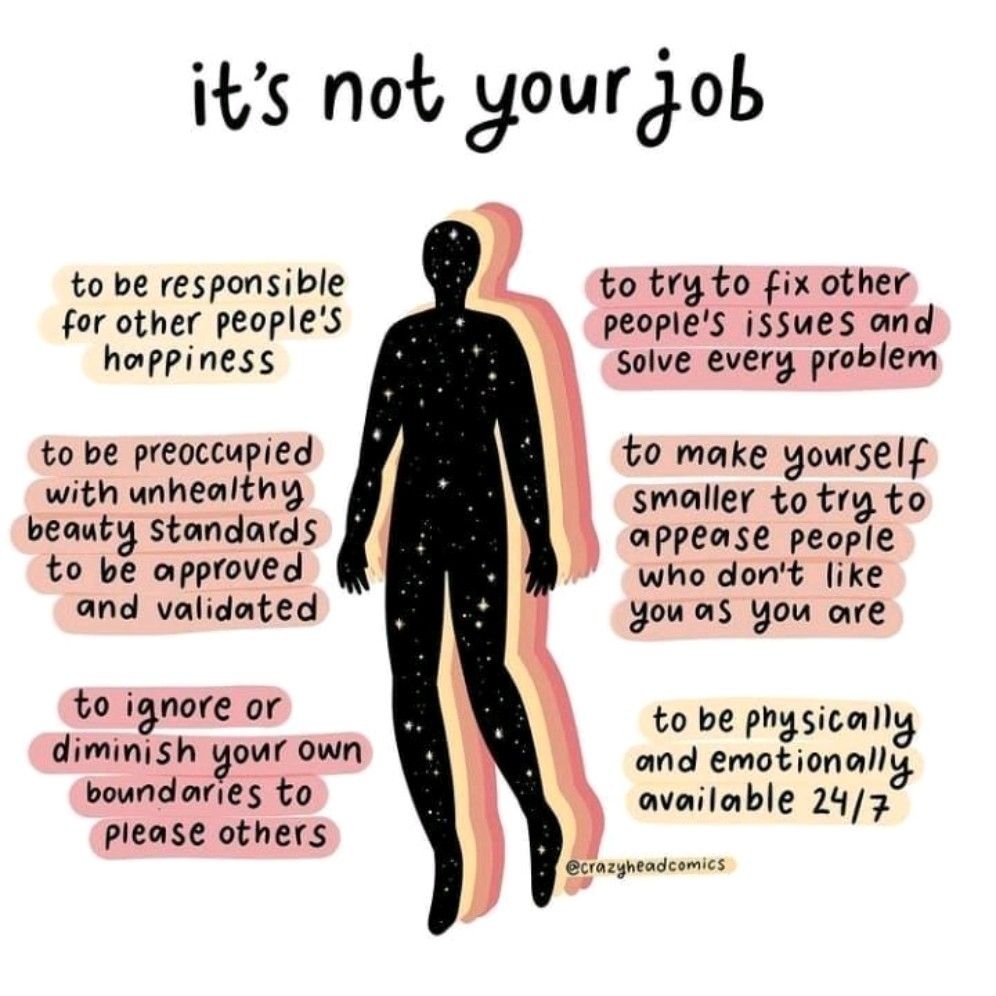 it's not your job
to be responsible
for other people's
happiness
to try to fix other
people's issues and
solve every problem
to be preoccupied
with unhealthy
beauty standards
to be approved
and validated
to make yourself
smaller to try to
appease people
who don't like
you as you are
to ignore or
diminish your own
boundaries to
please others
to be physically
and emotionally
available 24/7
@crazyheadcomics